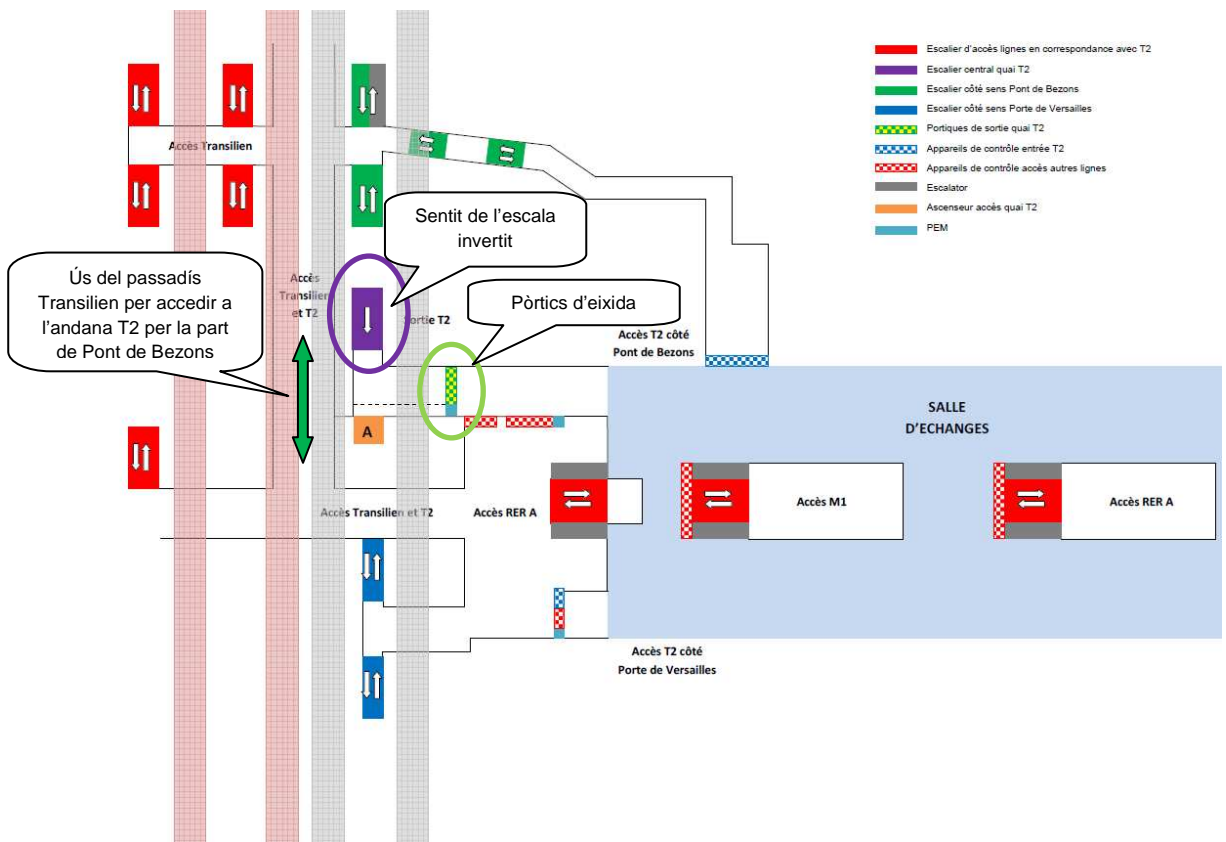 Escalier d'accès lignes en correspondance avec T2
Escalier central quai T2
Escalier côté sens Pont de Bezons
Escalier côté sens Porte de Versailles
Portiques de sortie quai T2
Appareils de contrôle entrée T2
Appareils de contrôle accès autres lignes
Escalator
Ascenseur accès quai T2
PEM
Accès Transilien
Sentit de l'escala
invertit
Ús del passadís
Transilien per accedir a
l'andana T2 per la part
de Pont de Bezons
Accès
Transilien
et T2
Sortie T2
Pòrtics d'eixida
Accès T2 côté
Pont de Bezons
SALLE
D'ECHANGES
A
Accès Transilien et T2
Accès RER A
Accès M1
Accès RER A
Accès T2 côté
Porte de Versailles